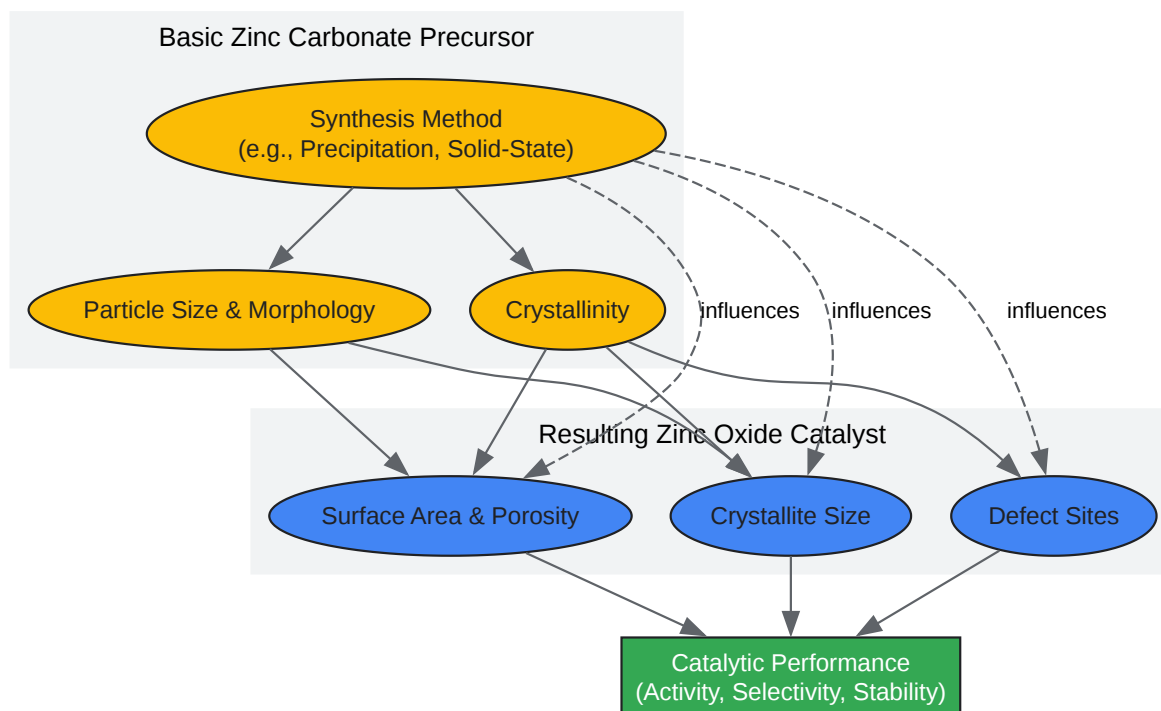 Basic Zinc Carbonate Precursor
Synthesis Method
(e.g., Precipitation, Solid-State)
Particle Size & Morphology
Crystallinity
influences
influences
influences
Resulting Zinc Oxide Catalyst
Surface Area & Porosity
Crystallite Size
Defect Sites
Catalytic Performance
(Activity, Selectivity, Stability)